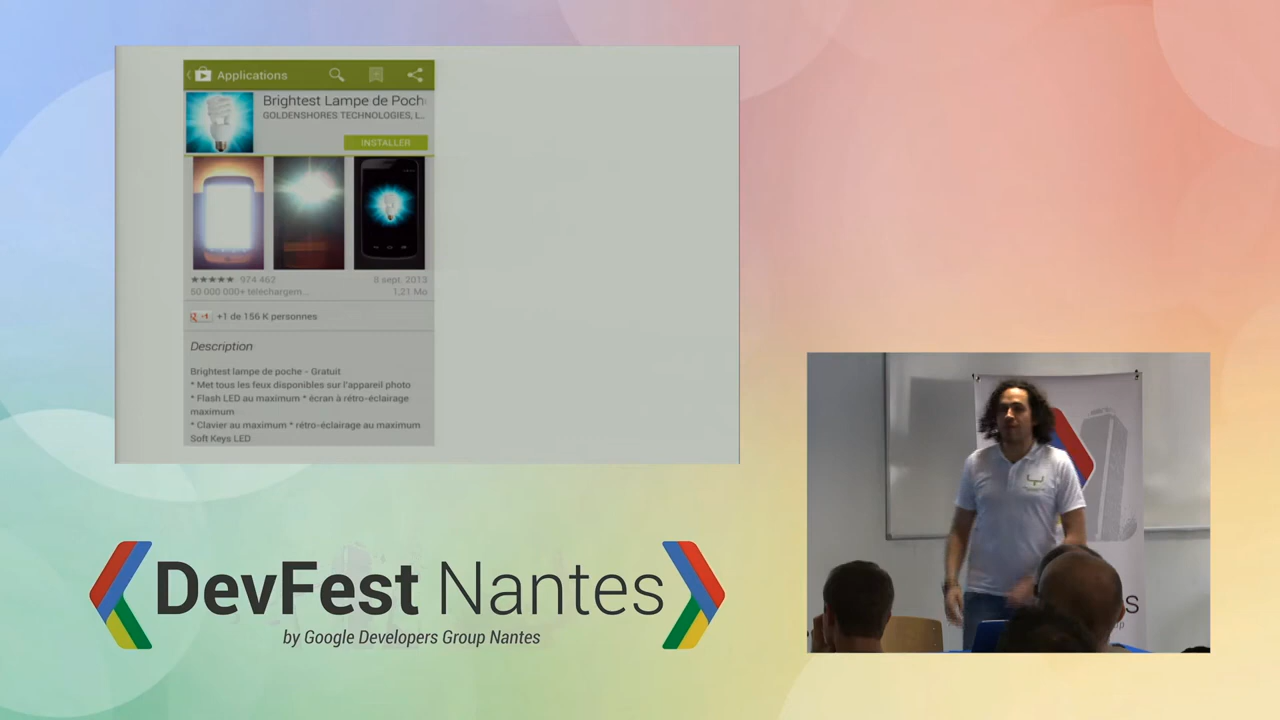 Applications
Brightest Lampe de Poch
GOLDENSHORES TECHNOLOGIES, L...
INSTALLER
974 462
8 sept. 2013
50 000 000+ téléchargem...
1,21 Mo
+1
+1 de 156 K personnes
Description
Brightest lampe de poche - Gratuit
* Met tous les feux disponibles sur l'appareil photo
* Flash LED au maximum * écran à rétro-éclairage
maximum
* Clavier au maximum * rétro-éclairage au maximum
Soft Keys LED
DevFest Nantes
by Google Developers Group Nantes